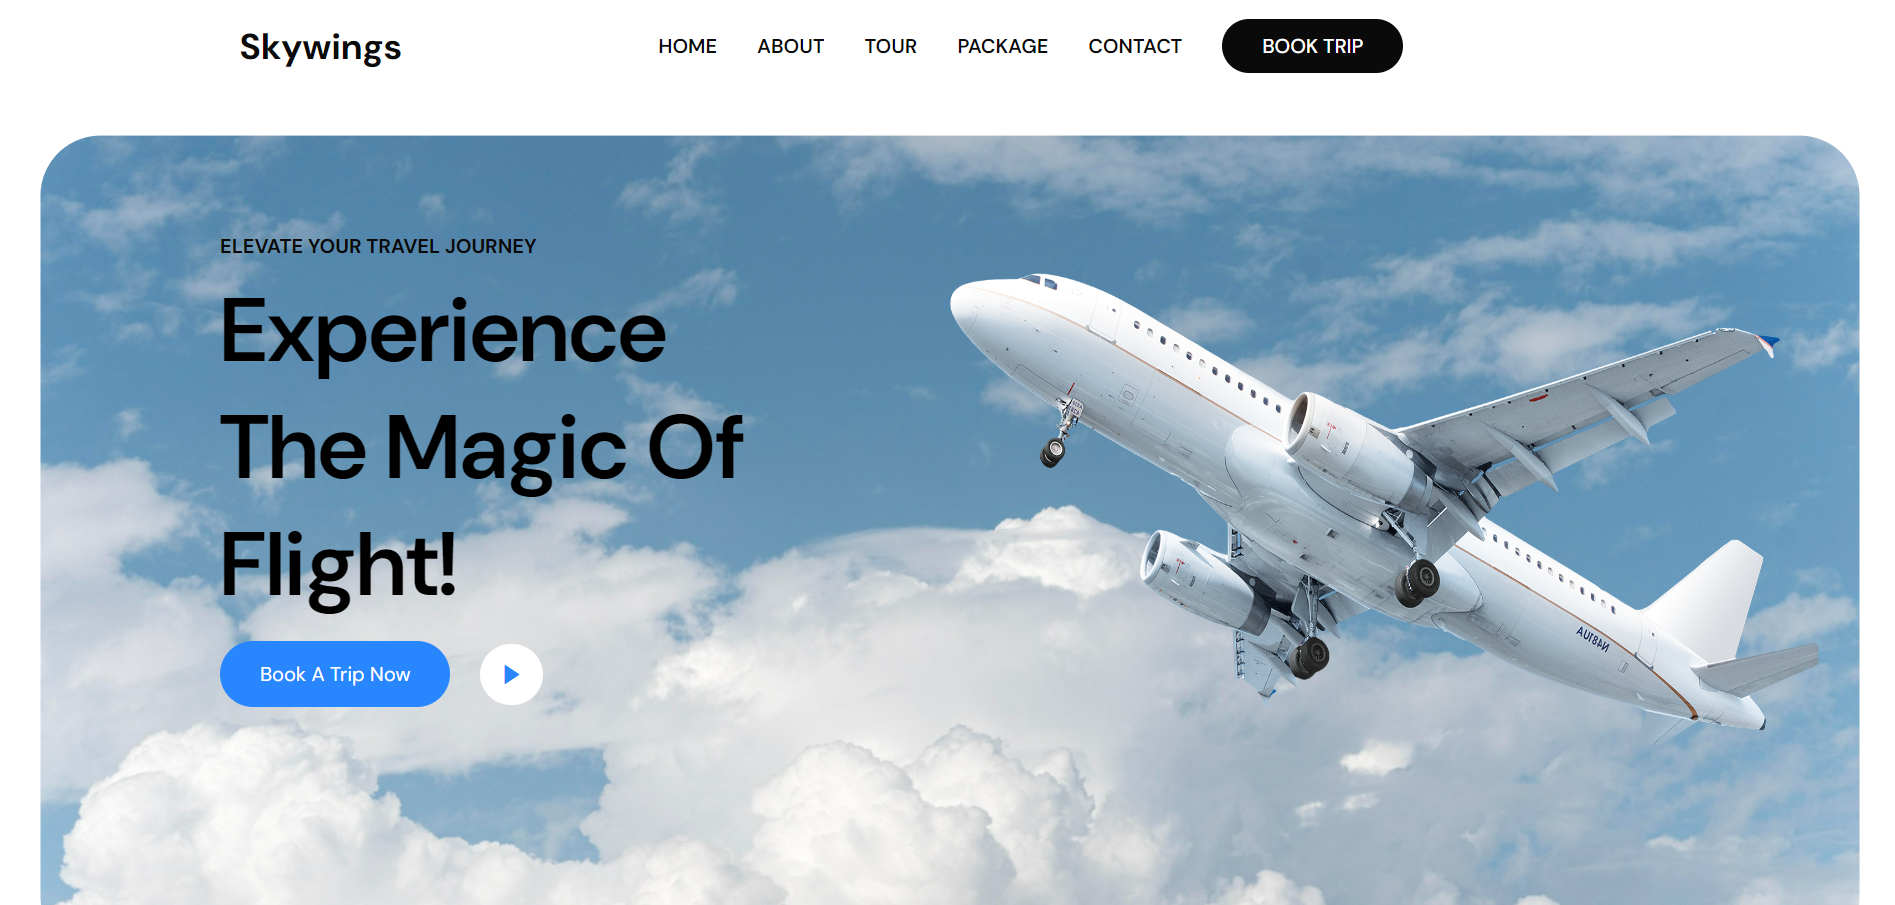 Skywings
HOME ABOUT TOUR PACKAGE CONTACT BOOK TRIP
ELEVATE YOUR TRAVEL JOURNEY
Experience
The Magic Of
Flight!
Book A Trip Now
N481UA